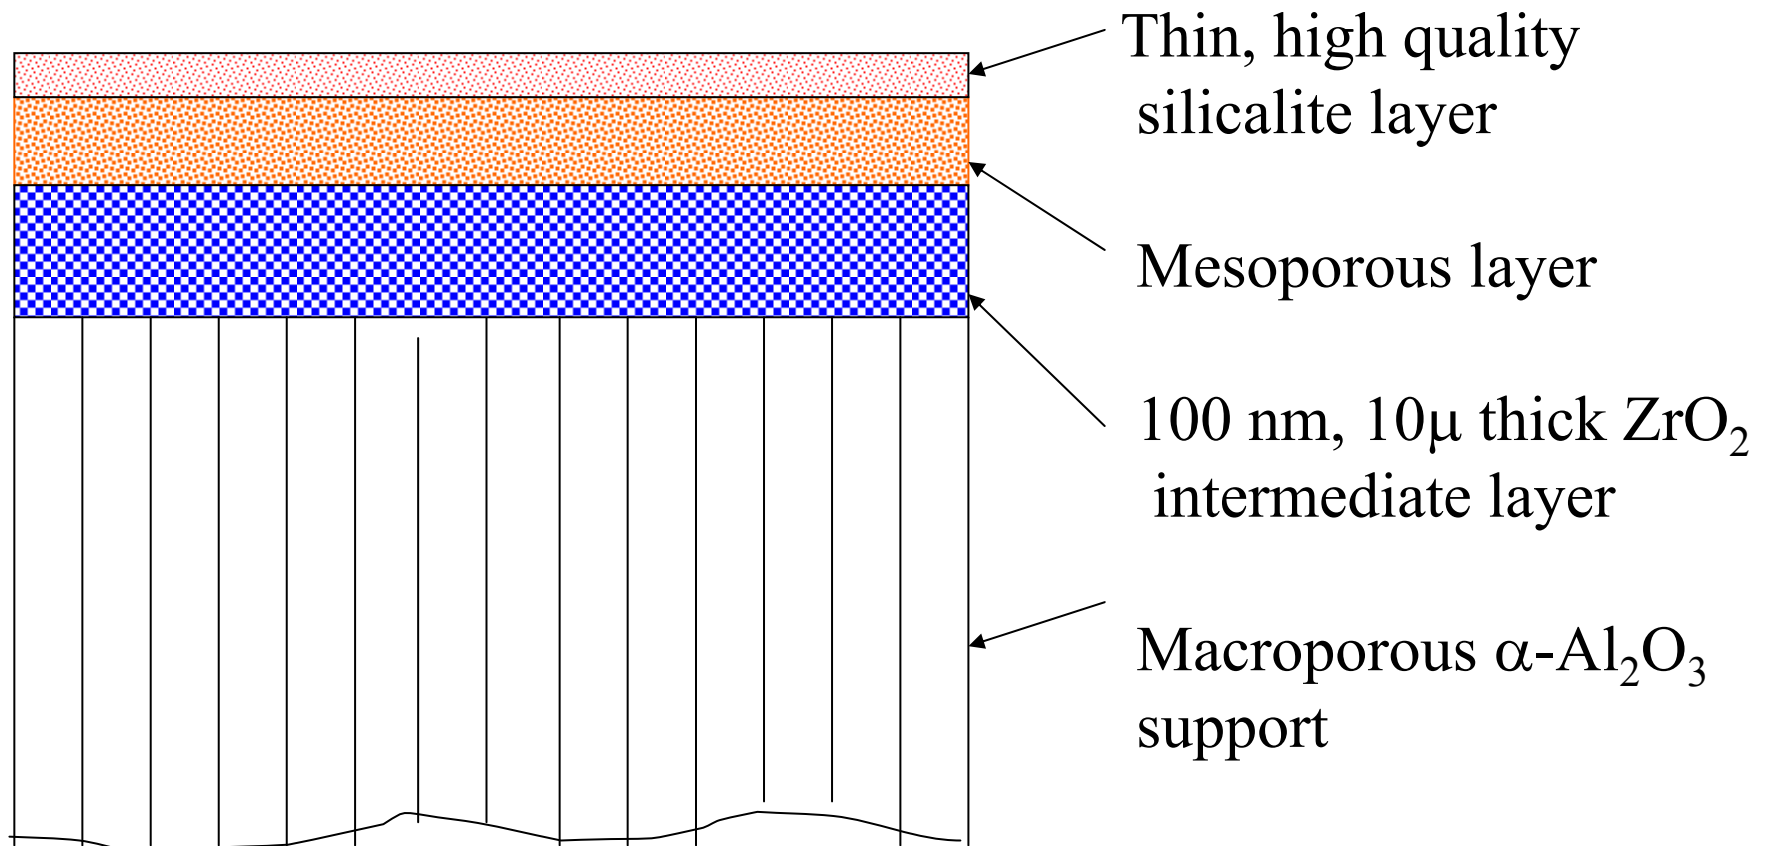 Thin, high quality
silicalite layer
Mesoporous layer
100 nm, 10μ thick ZrO₂
intermediate layer
Macroporous α-Al₂O₃
support